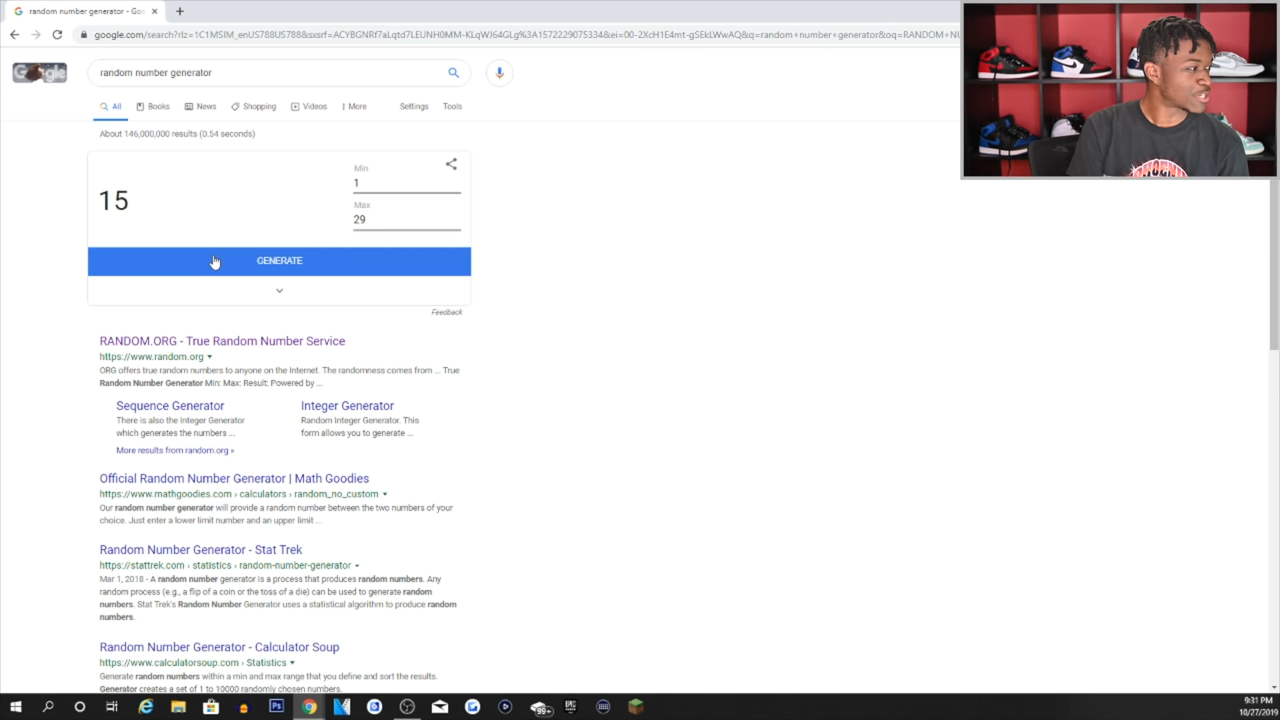 random number generator - Goo
google.com/search?rlz=1C1MSIM_enUS788US788&sxsrf=ACYBGNRf7aLqtd7LEUNH0MM-KLqWJ64GLg%3A1572229075334&ei=00-2XcH1E4mt-gSEkLWwAQ&q=random+number+generator&oq=RANDOM+NU
random number generator
All Books News Shopping Videos More Settings Tools
About 146,000,000 results (0.54 seconds)
Min
1
15
Max
29
GENERATE
Feedback
RANDOM.ORG - True Random Number Service
https://www.random.org
ORG offers true random numbers to anyone on the Internet. The randomness comes from ... True
Random Number Generator Min: Max: Result: Powered by ...
Sequence Generator
There is also the Integer Generator
which generates the numbers ...
Integer Generator
Random Integer Generator. This
form allows you to generate ...
More results from random.org »
Official Random Number Generator | Math Goodies
https://www.mathgoodies.com › calculators › random_no_custom
Our random number generator will provide a random number between the two numbers of your
choice. Just enter a lower limit number and an upper limit ...
Random Number Generator - Stat Trek
https://stattrek.com › statistics › random-number-generator
Mar 1, 2018 - A random number generator is a process that produces random numbers. Any
random process (e.g., a flip of a coin or the toss of a die) can be used to generate random
numbers. Stat Trek's Random Number Generator uses a statistical algorithm to produce random
numbers.
Random Number Generator - Calculator Soup
https://www.calculatorsoup.com › Statistics
Generate random numbers within a min and max range that you define and sort the results.
Generator creates a set of 1 to 10000 randomly chosen numbers.
Ps
99+
9:31 PM
10/27/2019